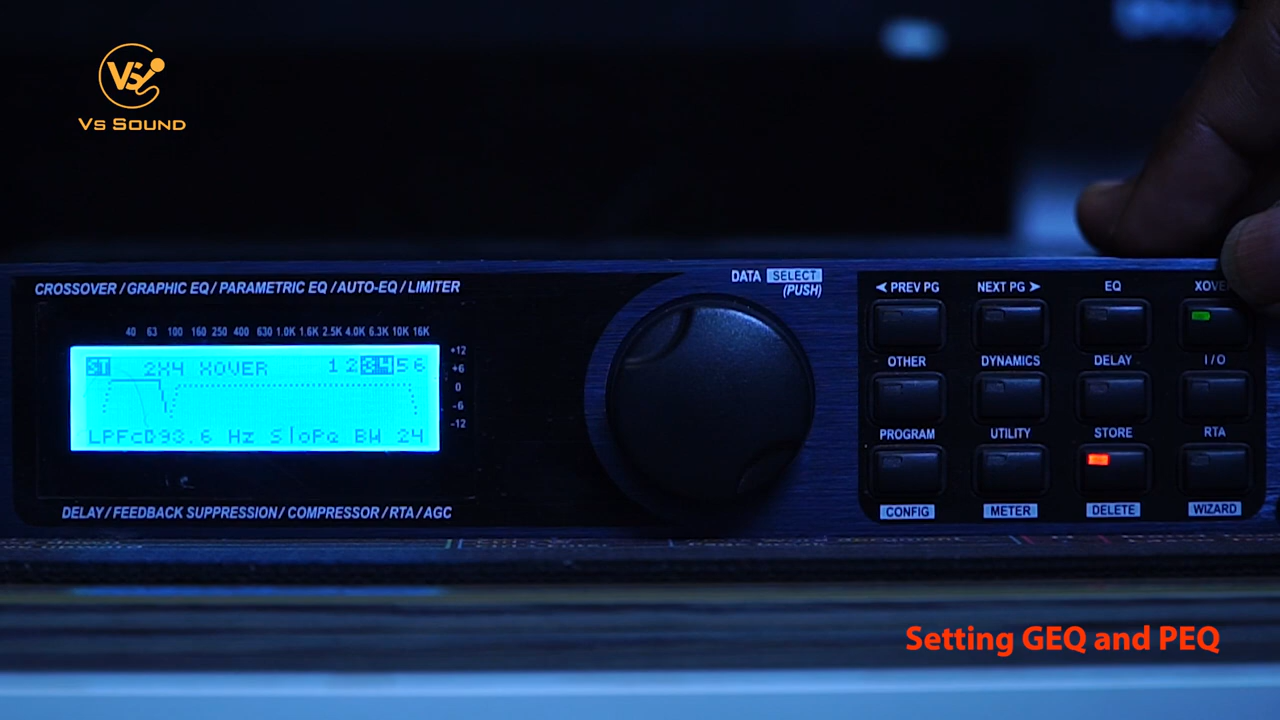 VS
VS SOUND
DATA SELECT
(PUSH)
CROSSOVER / GRAPHIC EQ / PARAMETRIC EQ / AUTO-EQ / LIMITER
◄ PREV PG NEXT PG ➤ EQ XOVER
40 63 100 160 250 400 630 1.0K 1.6K 2.5K 4.0K 6.3K 10K 16K
+12
+6
0
-6
-12
ST 2X4 XOVER 1 2 3 4 5 6
93.6 Hz Slope BW 24
OTHER DYNAMICS DELAY I / O
PROGRAM UTILITY STORE RTA
CONFIG METER DELETE WIZARD
DELAY / FEEDBACK SUPPRESSION / COMPRESSOR / RTA / AGC
Setting GEQ and PEQ